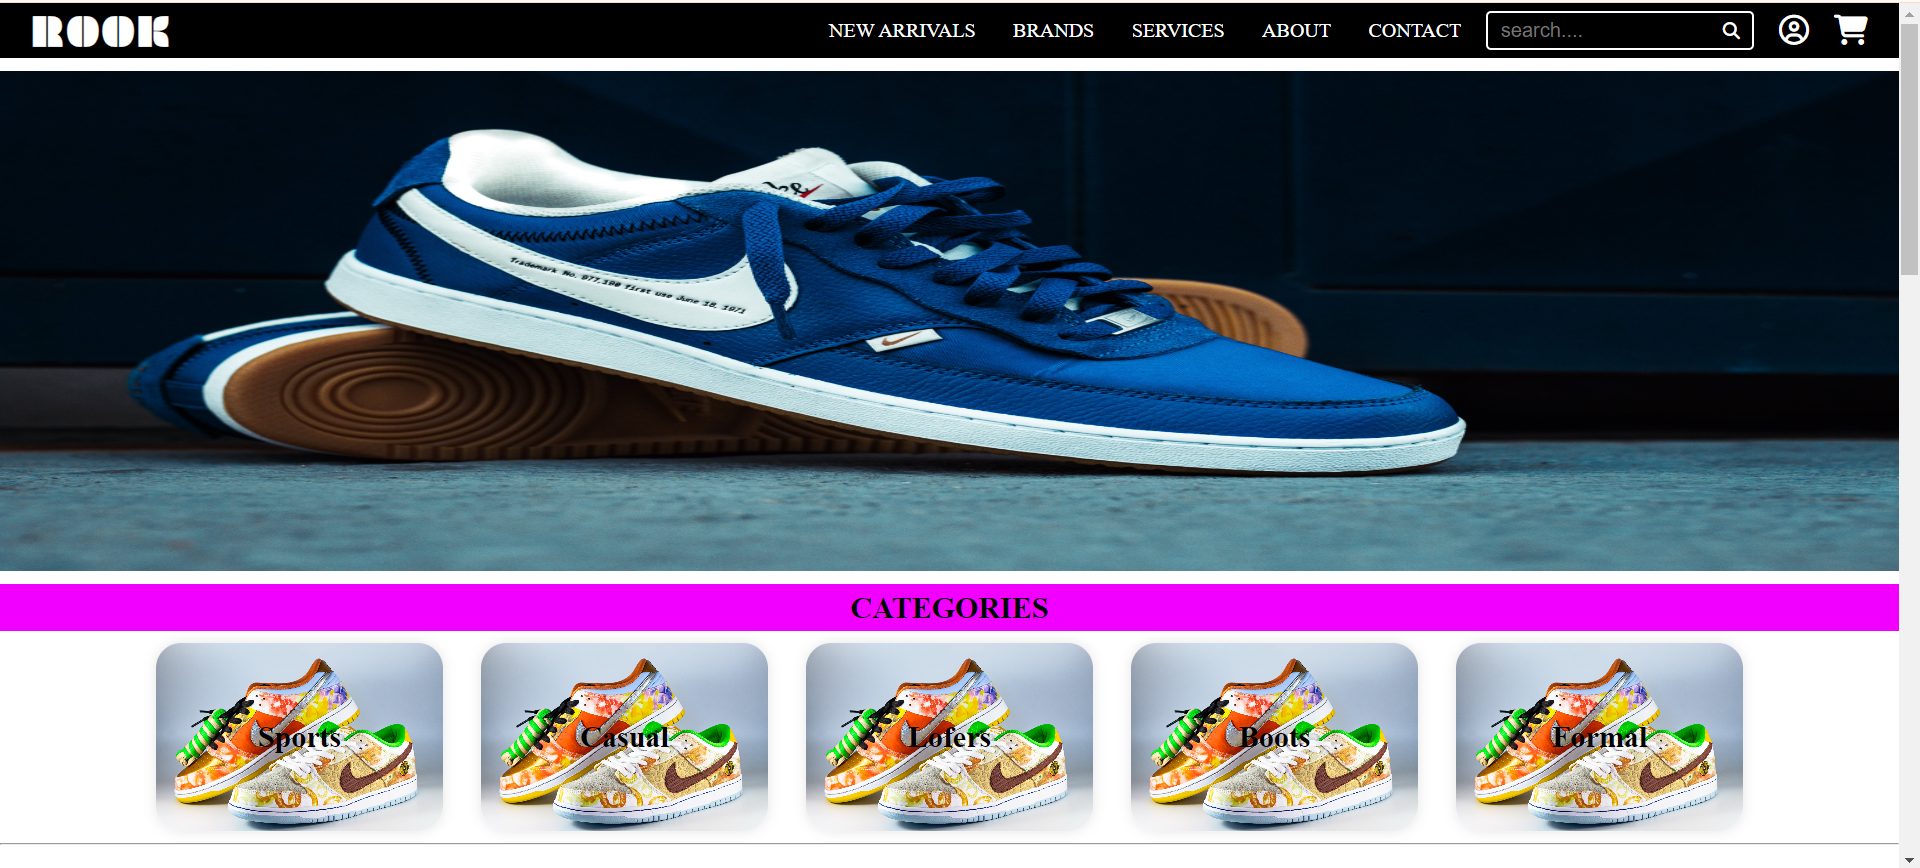 ROOK
NEW ARRIVALS
BRANDS
SERVICES
ABOUT
CONTACT
search....
Trademark No. 977,190 first use June 18, 1971
CATEGORIES
Sports
Casual
Lofers
Boots
Formal